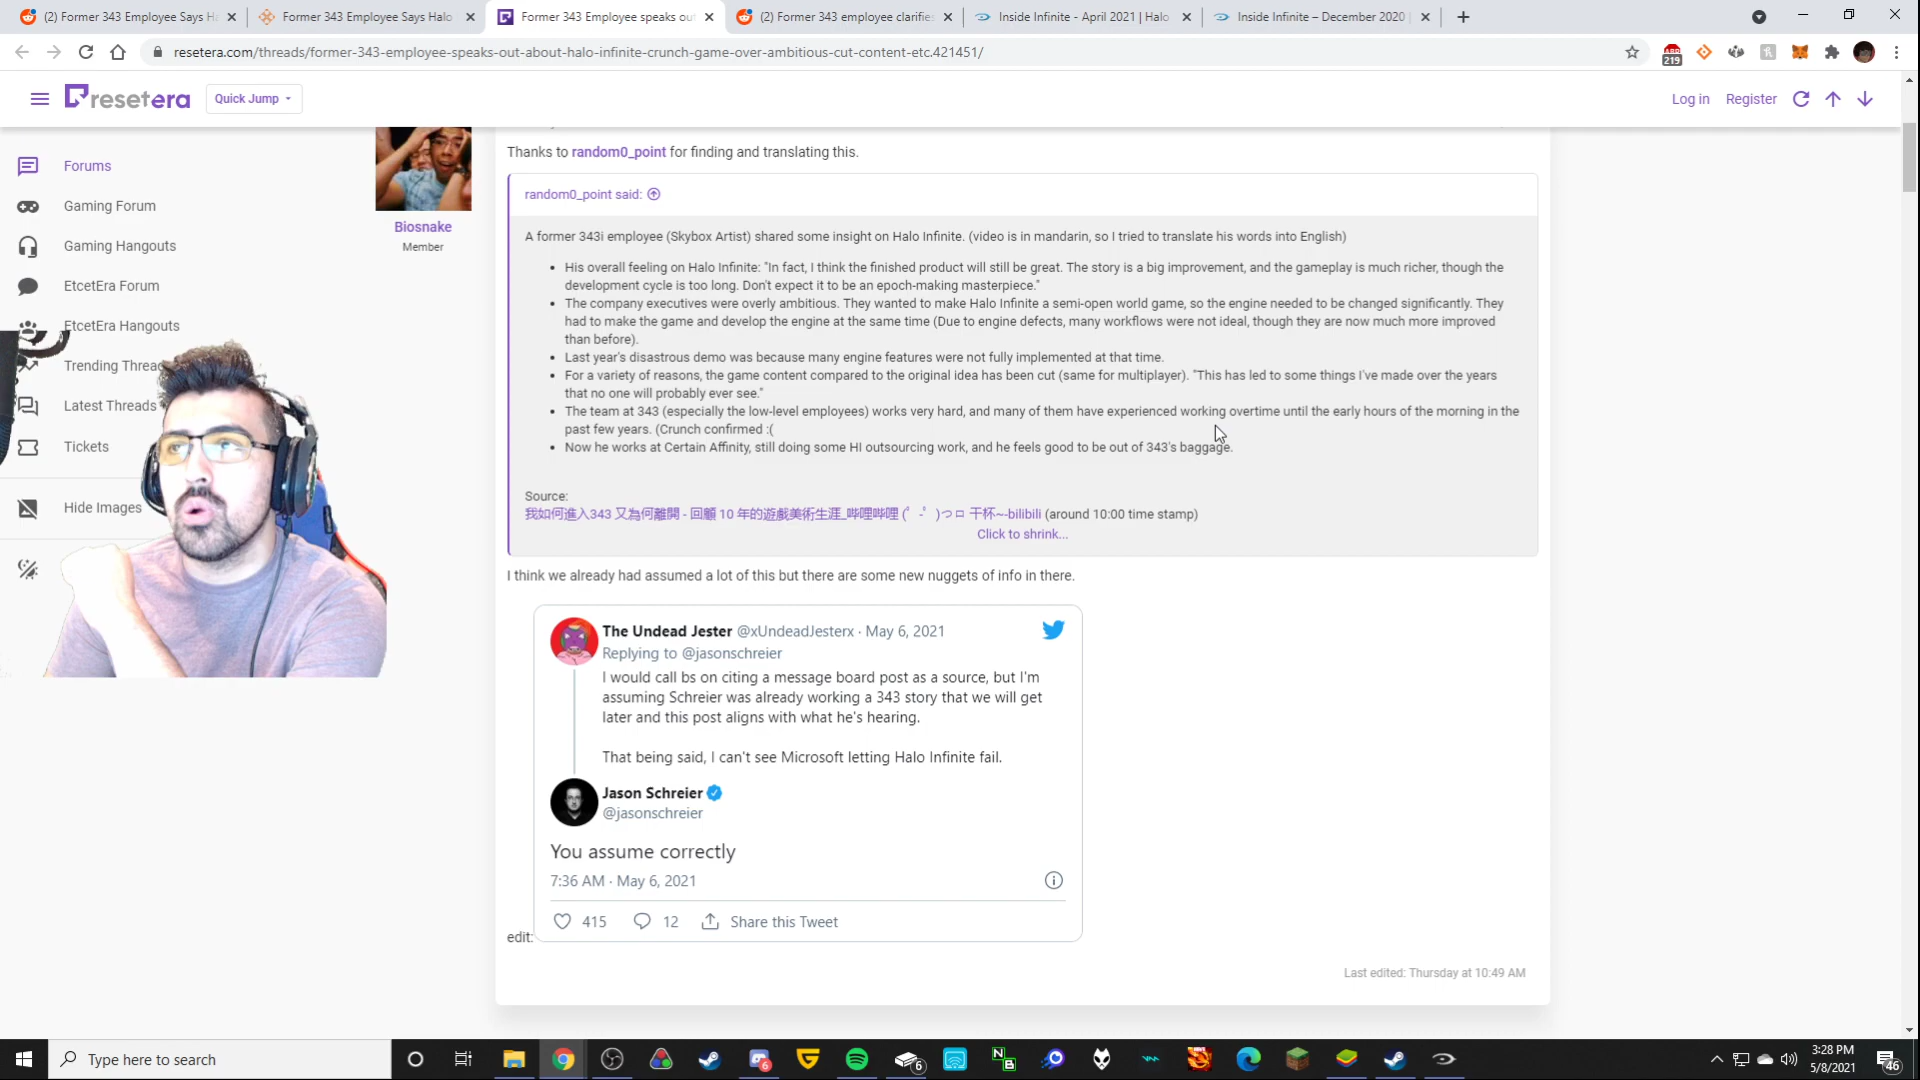 (2) Former 343 Employee Says Ha
Former 343 Employee Says Halo
Former 343 Employee speaks ou
(2) Former 343 employee clarifies
Inside Infinite - April 2021 | Halo
Inside Infinite – December 2020
resetera.com/threads/former-343-employee-speaks-out-about-halo-infinite-crunch-game-over-ambitious-cut-content-etc.421451/
219
resetera
Quick Jump
Log in
Register
Forums
Gaming Forum
Gaming Hangouts
EtcetEra Forum
EtcetEra Hangouts
Trending Threa
Latest Threads
Tickets
Hide Images
Biosnake
Member
Thanks to random0_point for finding and translating this.
random0_point said:
A former 343i employee (Skybox Artist) shared some insight on Halo Infinite. (video is in mandarin, so I tried to translate his words into English)
• His overall feeling on Halo Infinite: "In fact, I think the finished product will still be great. The story is a big improvement, and the gameplay is much richer, though the
development cycle is too long. Don't expect it to be an epoch-making masterpiece."
• The company executives were overly ambitious. They wanted to make Halo Infinite a semi-open world game, so the engine needed to be changed significantly. They
had to make the game and develop the engine at the same time (Due to engine defects, many workflows were not ideal, though they are now much more improved
than before).
• Last year's disastrous demo was because many engine features were not fully implemented at that time.
• For a variety of reasons, the game content compared to the original idea has been cut (same for multiplayer). "This has led to some things I've made over the years
that no one will probably ever see."
• The team at 343 (especially the low-level employees) works very hard, and many of them have experienced working overtime until the early hours of the morning in the
past few years. (Crunch confirmed :(
• Now he works at Certain Affinity, still doing some HI outsourcing work, and he feels good to be out of 343's baggage.
Source:
我如何進入343 又為何離開 - 回顧 10 年的遊戲美術生涯_哔哩哔哩 (゜-゜)つロ 干杯~-bilibili (around 10:00 time stamp)
Click to shrink...
I think we already had assumed a lot of this but there are some new nuggets of info in there.
The Undead Jester @xUndeadJesterx · May 6, 2021
Replying to @jasonschreier
I would call bs on citing a message board post as a source, but I'm
assuming Schreier was already working a 343 story that we will get
later and this post aligns with what he's hearing.
That being said, I can't see Microsoft letting Halo Infinite fail.
Jason Schreier
@jasonschreier
You assume correctly
7:36 AM · May 6, 2021
415
12
Share this Tweet
edit:
Last edited: Thursday at 10:49 AM
Type here to search
6
6
N
B
3:28 PM
5/8/2021
46